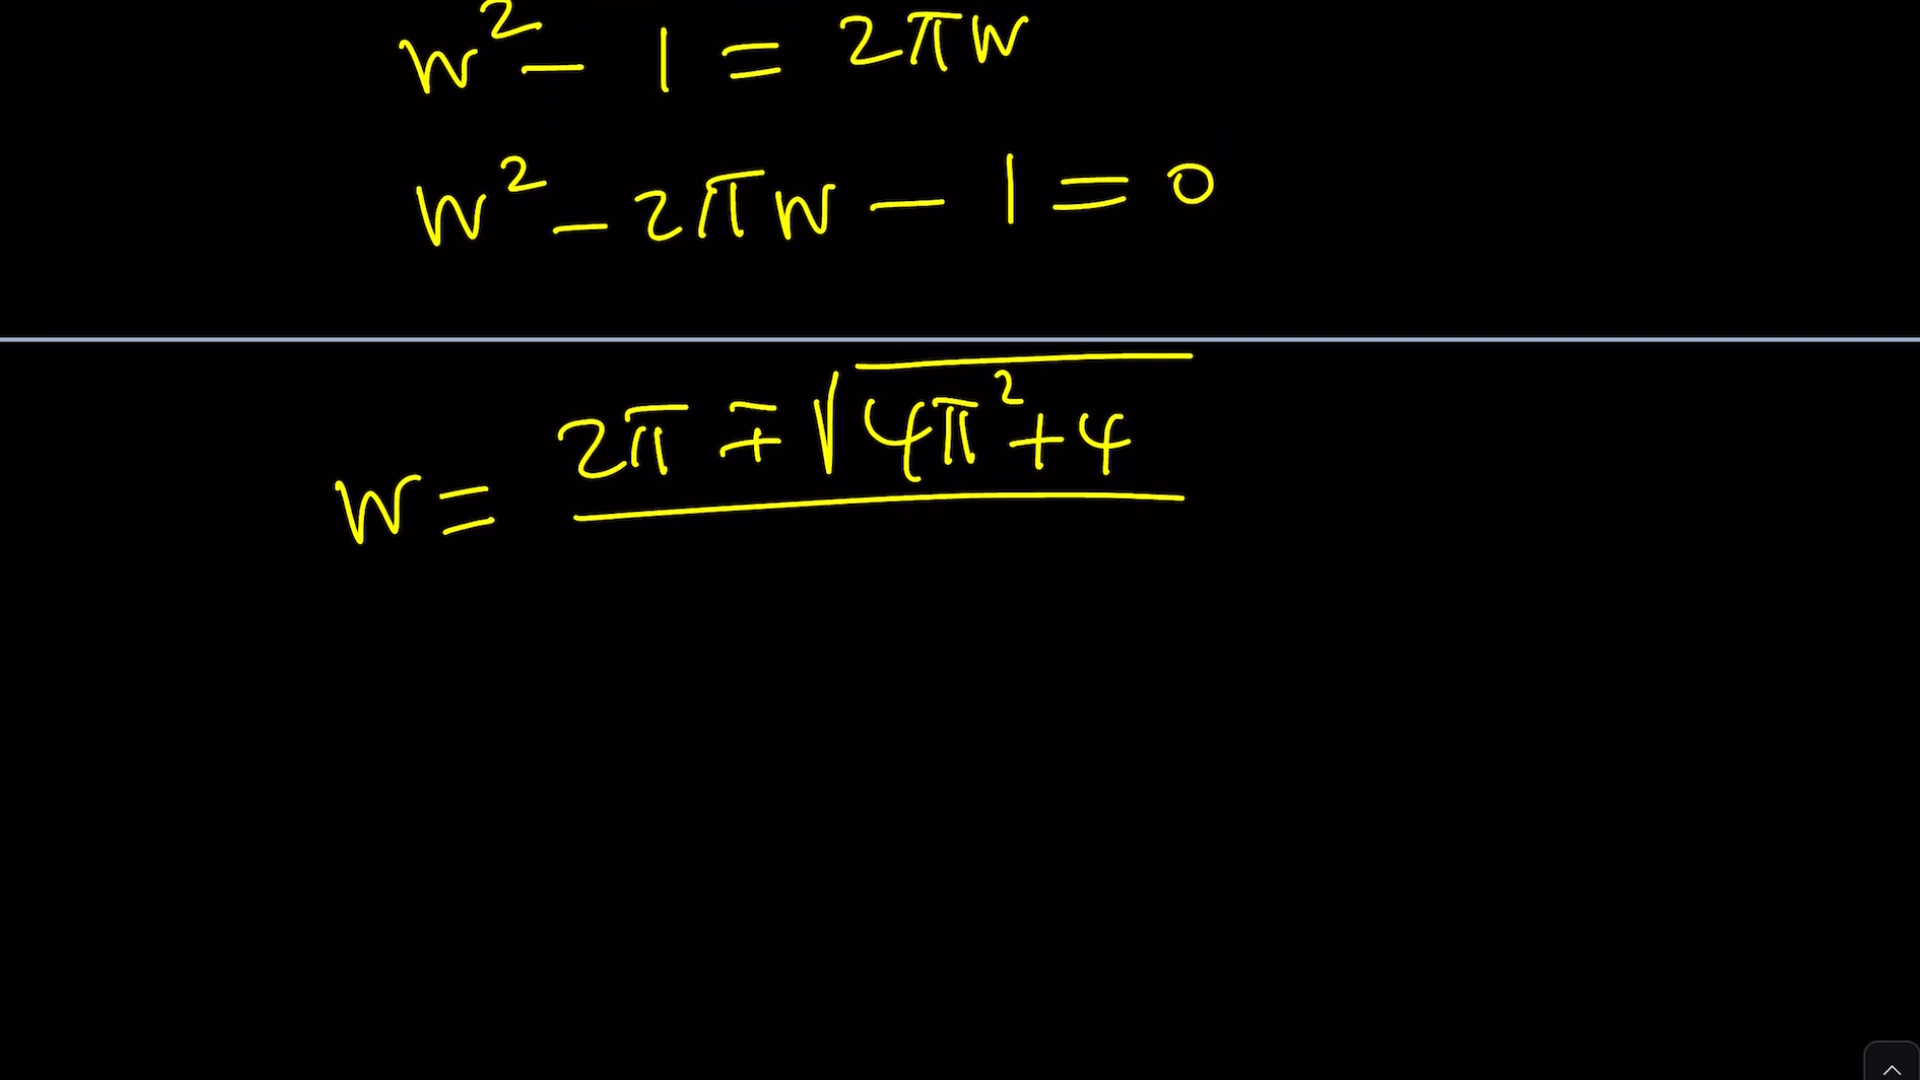 w² - 1 = 2πw
w² - 2πw - 1 = 0
w = 2π ∓ √4π² + 4